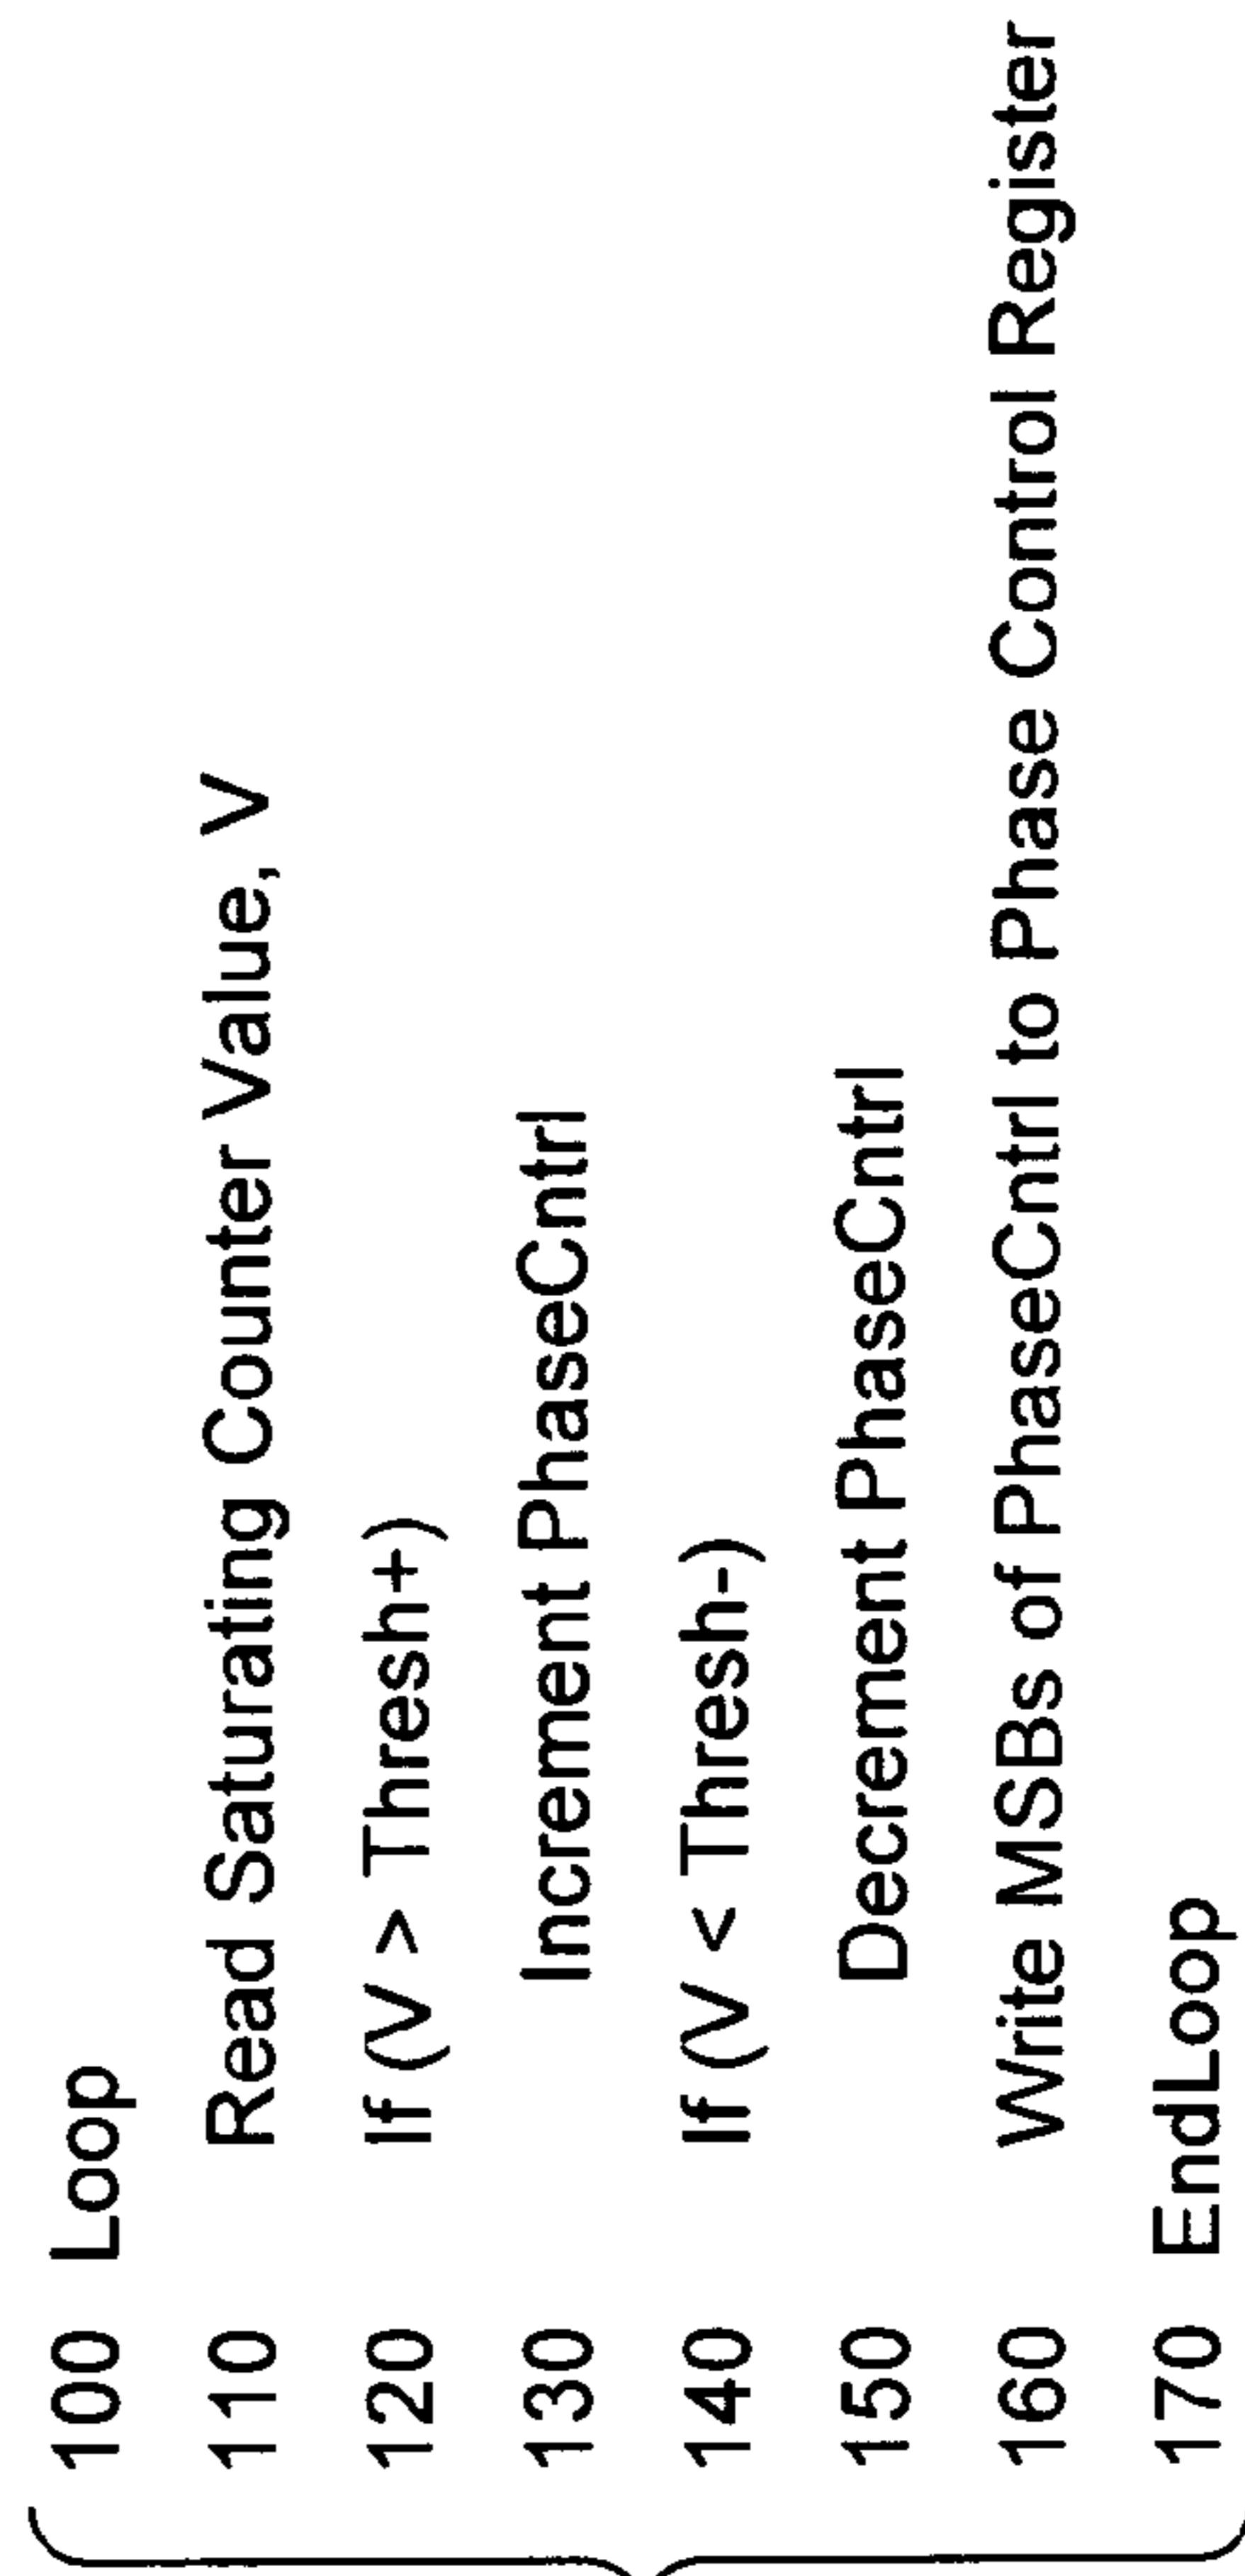 100 Loop
110 Read Saturating Counter Value, V
120 If (V > Thresh+)
130 Increment PhaseCntrl
140 If (V < Thresh-)
150 Decrement PhaseCntrl
160 Write MSBs of PhaseCntrl to Phase Control Register
170 EndLoop